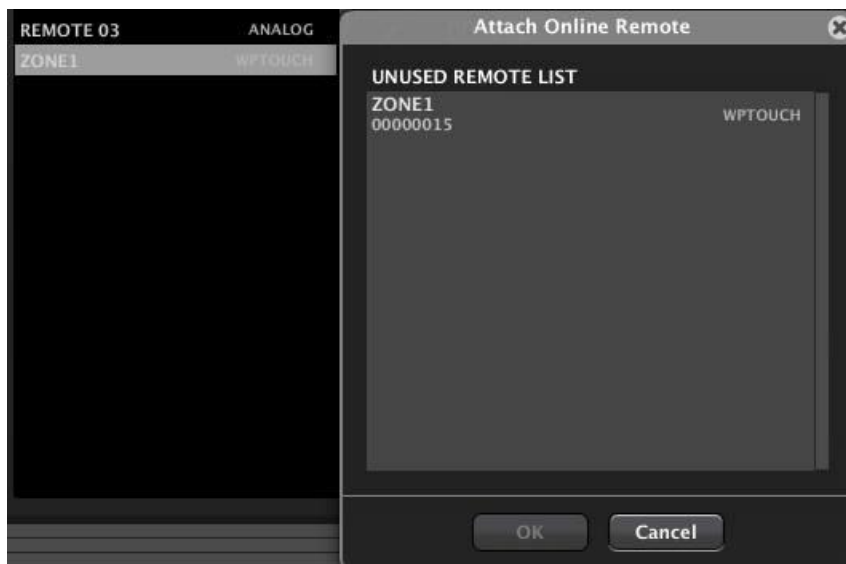 REMOTE 03 ANALOG
ZONE1 WPTOUCH
Attach Online Remote
UNUSED REMOTE LIST
ZONE1 WPTOUCH
00000015
OK Cancel